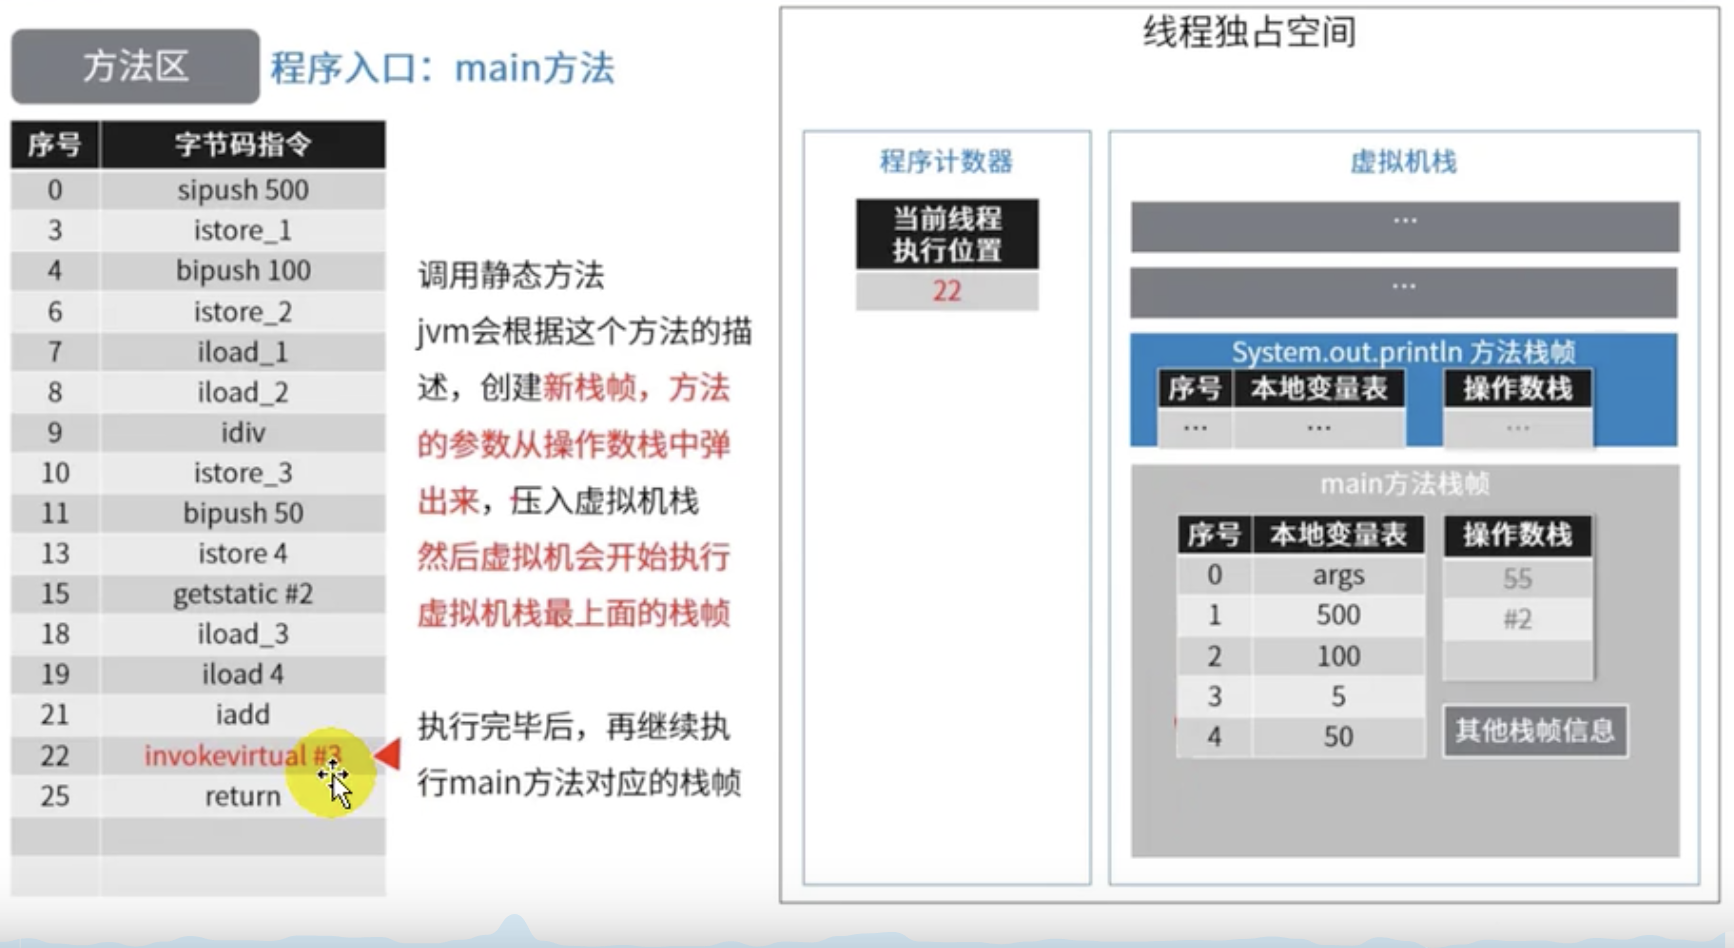 方法区
程序入口：main方法
序号 字节码指令
0 sipush 500
3 istore_1
4 bipush 100
6 istore_2
7 iload_1
8 iload_2
9 idiv
10 istore_3
11 bipush 50
13 istore 4
15 getstatic #2
18 iload_3
19 iload 4
21 iadd
22 invokevirtual #3
25 return
调用静态方法
jvm会根据这个方法的描
述，创建新栈帧，方法
的参数从操作数栈中弹
出来，压入虚拟机栈
然后虚拟机会开始执行
虚拟机栈最上面的栈帧
执行完毕后，再继续执
行main方法对应的栈帧
线程独占空间
程序计数器
当前线程
执行位置
22
虚拟机栈
...
...
System.out.println 方法栈帧
序号 本地变量表 操作数栈
... ... ...
main方法栈帧
序号 本地变量表 操作数栈
0 args 55
1 500 #2
2 100
3 5
4 50
其他栈帧信息